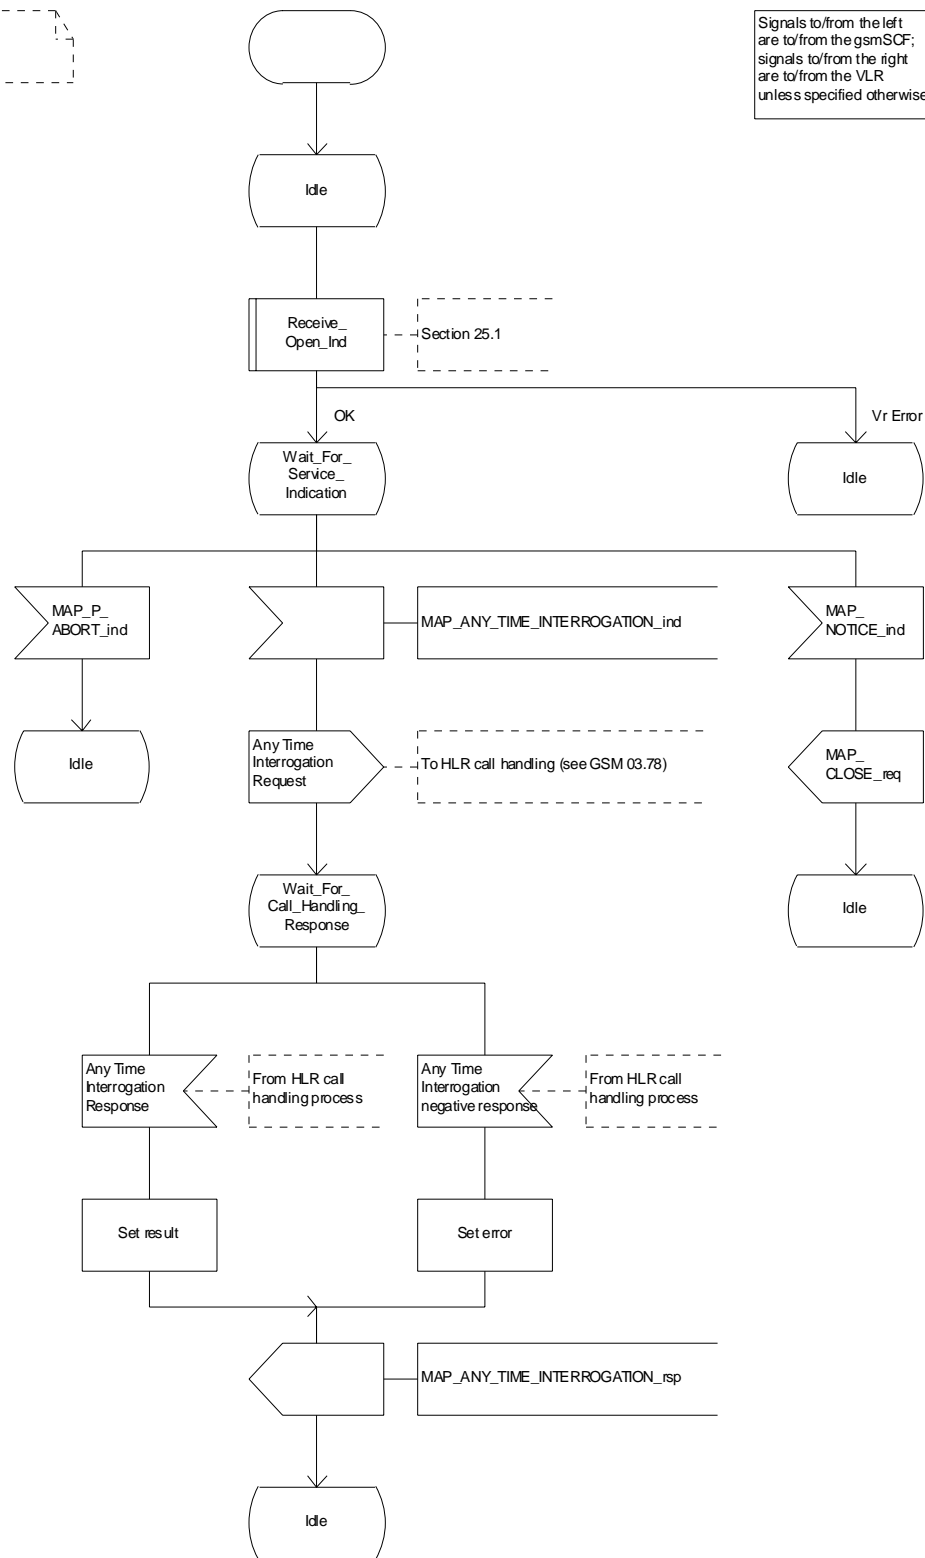 Signals to/from the left
are to/from the gsmSCF;
signals to/from the right
are to/from the VLR
unless specified otherwise
Idle
Receive_
Open_Ind
Section 25.1
OK
Vr Error
Wait_For_
Service_
Indication
Idle
MAP_P_
ABORT_ind
MAP_ANY_TIME_INTERROGATION_ind
MAP_
NOTICE_ind
Idle
Any Time
Interrogation
Request
To HLR call handling (see GSM 03.78)
MAP_
CLOSE_req
Wait_For_
Call_Handling_
Response
Idle
Any Time
Interrogation
Response
From HLR call
handling process
Any Time
Interrogation
negative response
From HLR call
handling process
Set result
Set error
MAP_ANY_TIME_INTERROGATION_rsp
Idle